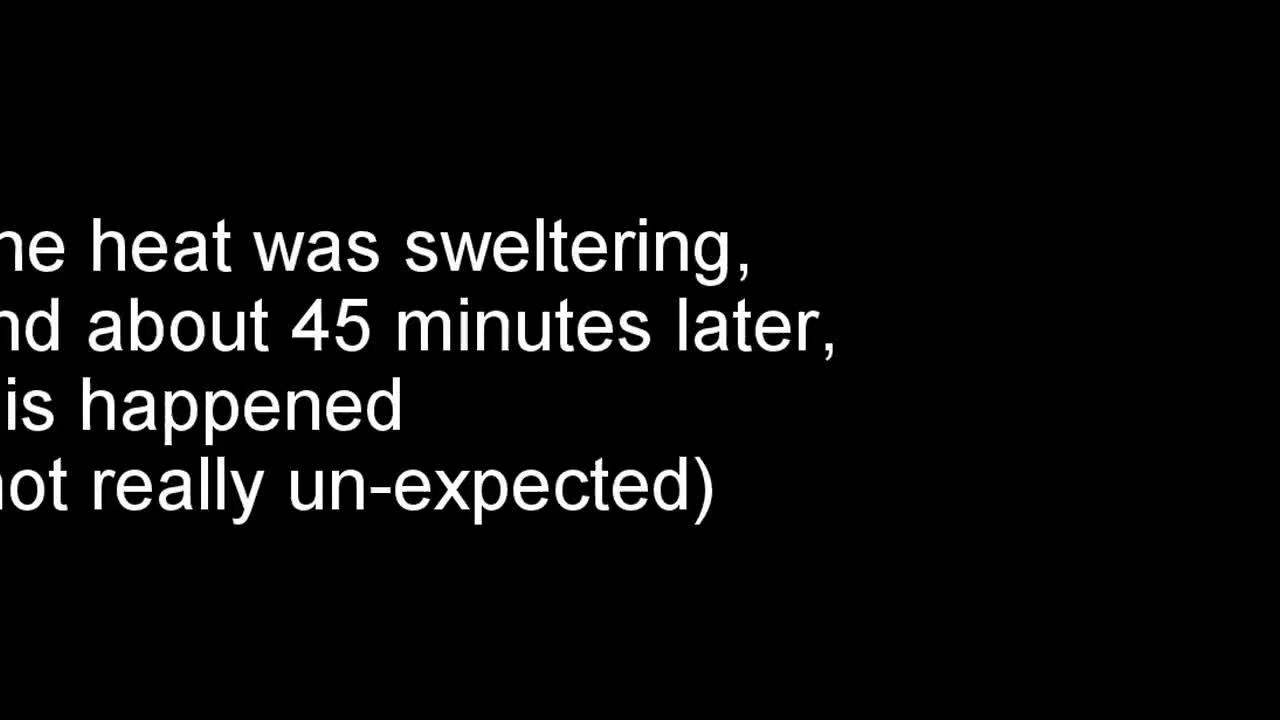 he heat was sweltering,
nd about 45 minutes later,
is happened
not really un-expected)